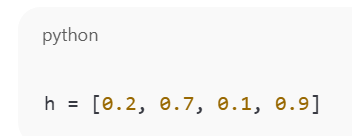 python
h = [0.2, 0.7, 0.1, 0.9]